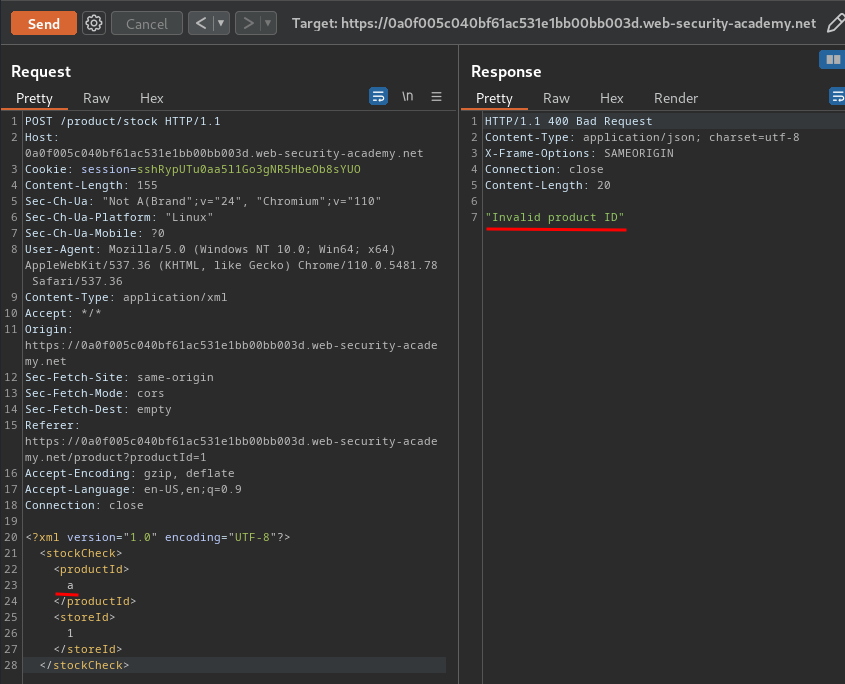 Send Cancel < > Target: https://0a0f005c040bf61ac531e1bb00bb003d.web-security-academy.net
Request
Pretty Raw Hex \n
1 POST /product/stock HTTP/1.1
2 Host:
0a0f005c040bf61ac531e1bb00bb003d.web-security-academy.net
3 Cookie: session=sshRypUTu0aa5l1Go3gNR5HbeOb8sYUO
4 Content-Length: 155
5 Sec-Ch-Ua: "Not A(Brand";v="24", "Chromium";v="110"
6 Sec-Ch-Ua-Platform: "Linux"
7 Sec-Ch-Ua-Mobile: ?0
8 User-Agent: Mozilla/5.0 (Windows NT 10.0; Win64; x64)
AppleWebKit/537.36 (KHTML, like Gecko) Chrome/110.0.5481.78
Safari/537.36
9 Content-Type: application/xml
10 Accept: */*
11 Origin:
https://0a0f005c040bf61ac531e1bb00bb003d.web-security-acade
my.net
12 Sec-Fetch-Site: same-origin
13 Sec-Fetch-Mode: cors
14 Sec-Fetch-Dest: empty
15 Referer:
https://0a0f005c040bf61ac531e1bb00bb003d.web-security-acade
my.net/product?productId=1
16 Accept-Encoding: gzip, deflate
17 Accept-Language: en-US,en;q=0.9
18 Connection: close
19
20 <?xml version="1.0" encoding="UTF-8"?>
21 <stockCheck>
22 <productId>
23 a
24 </productId>
25 <storeId>
26 1
27 </storeId>
28 </stockCheck>
Response
Pretty Raw Hex Render
1 HTTP/1.1 400 Bad Request
2 Content-Type: application/json; charset=utf-8
3 X-Frame-Options: SAMEORIGIN
4 Connection: close
5 Content-Length: 20
6
7 "Invalid product ID"